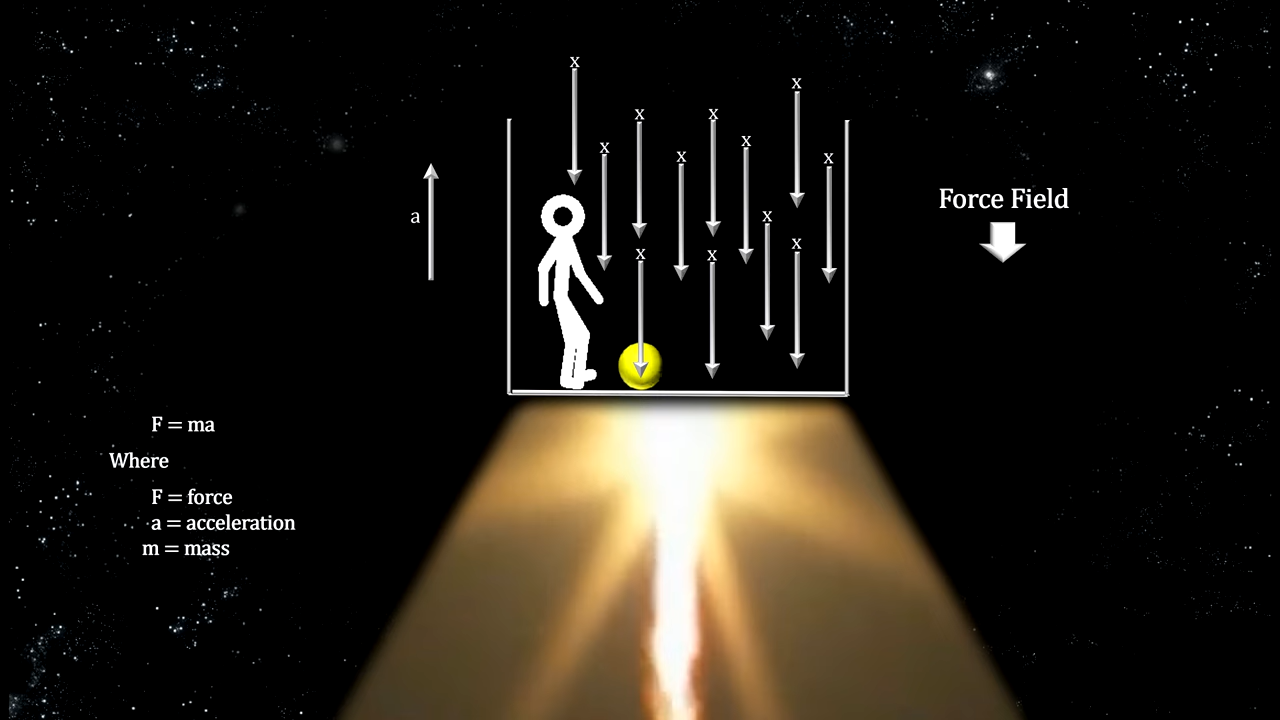 x
x
x
x
x
x
x
x
a
x
Force Field
x
x
x
F = ma
Where
F = force
a = acceleration
m = mass